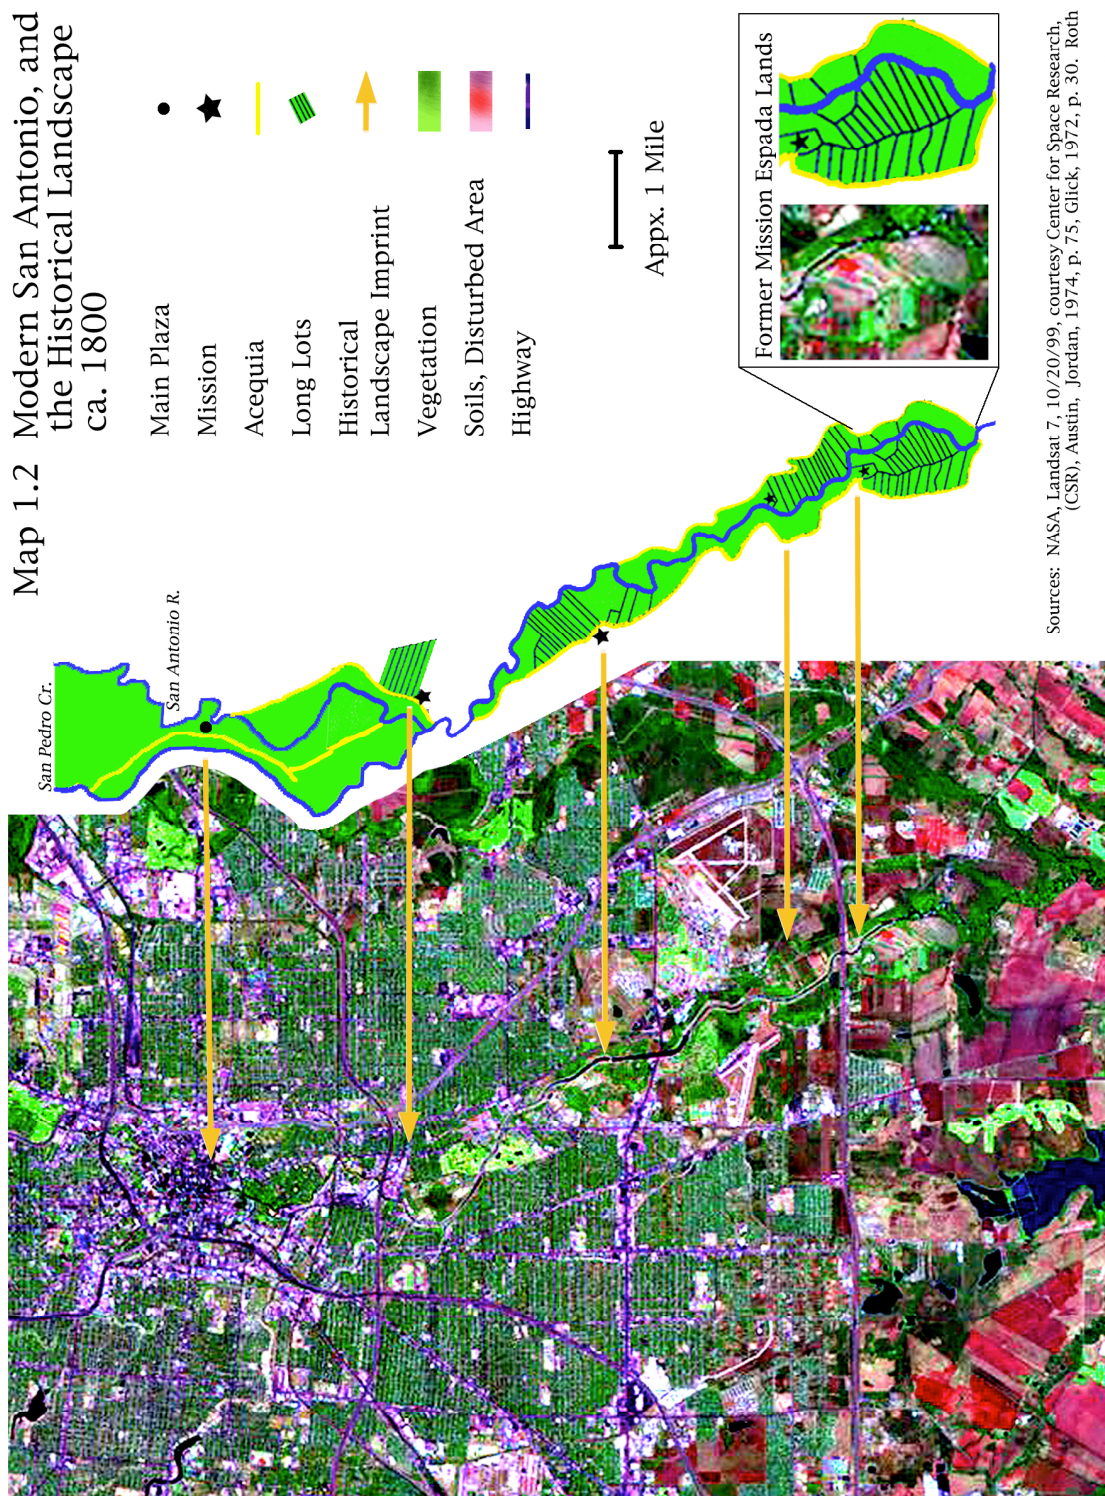 Map 1.2 Modern San Antonio, and
the Historical Landscape
ca. 1800
Main Plaza
Mission
Acequia
Long Lots
Historical
Landscape Imprint
Vegetation
Soils, Disturbed Area
Highway
Appx. 1 Mile
San Pedro Cr.
San Antonio R.
Former Mission Espada Lands
Sources: NASA, Landsat 7, 10/20/99, courtesy Center for Space Research,
(CSR), Austin, Jordan, 1974, p. 75, Glick, 1972, p. 30. Roth